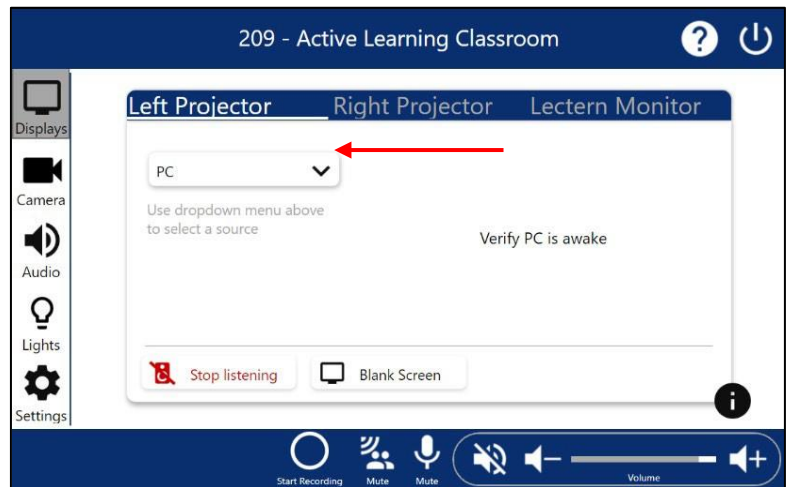 209 - Active Learning Classroom
?
Displays
Camera
Audio
Lights
Settings
Left Projector Right Projector Lectern Monitor
PC
Use dropdown menu above
to select a source
Verify PC is awake
Stop listening Blank Screen
i
Start Recording Mute Mute Volume